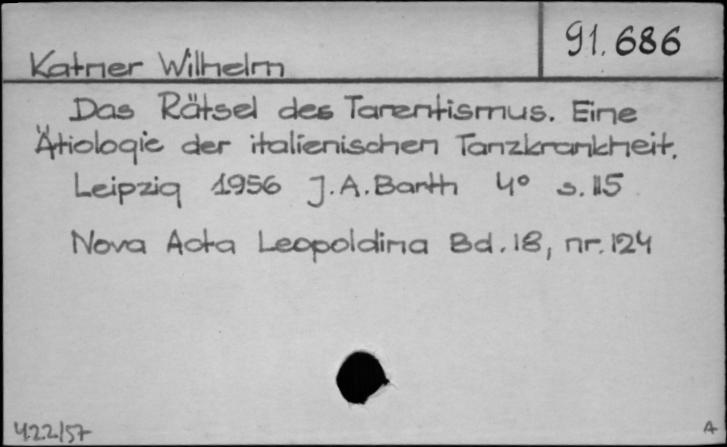 91.686
Katner Wilhelm
Das Rätsel des Tarentismus. Eine
Ätiologie der italienischen Tanzkrankheit.
Leipzig 1956 J.A.Barth 4° s.115
Nova Acta Leopoldina Bd.18, nr.124
422/57
A